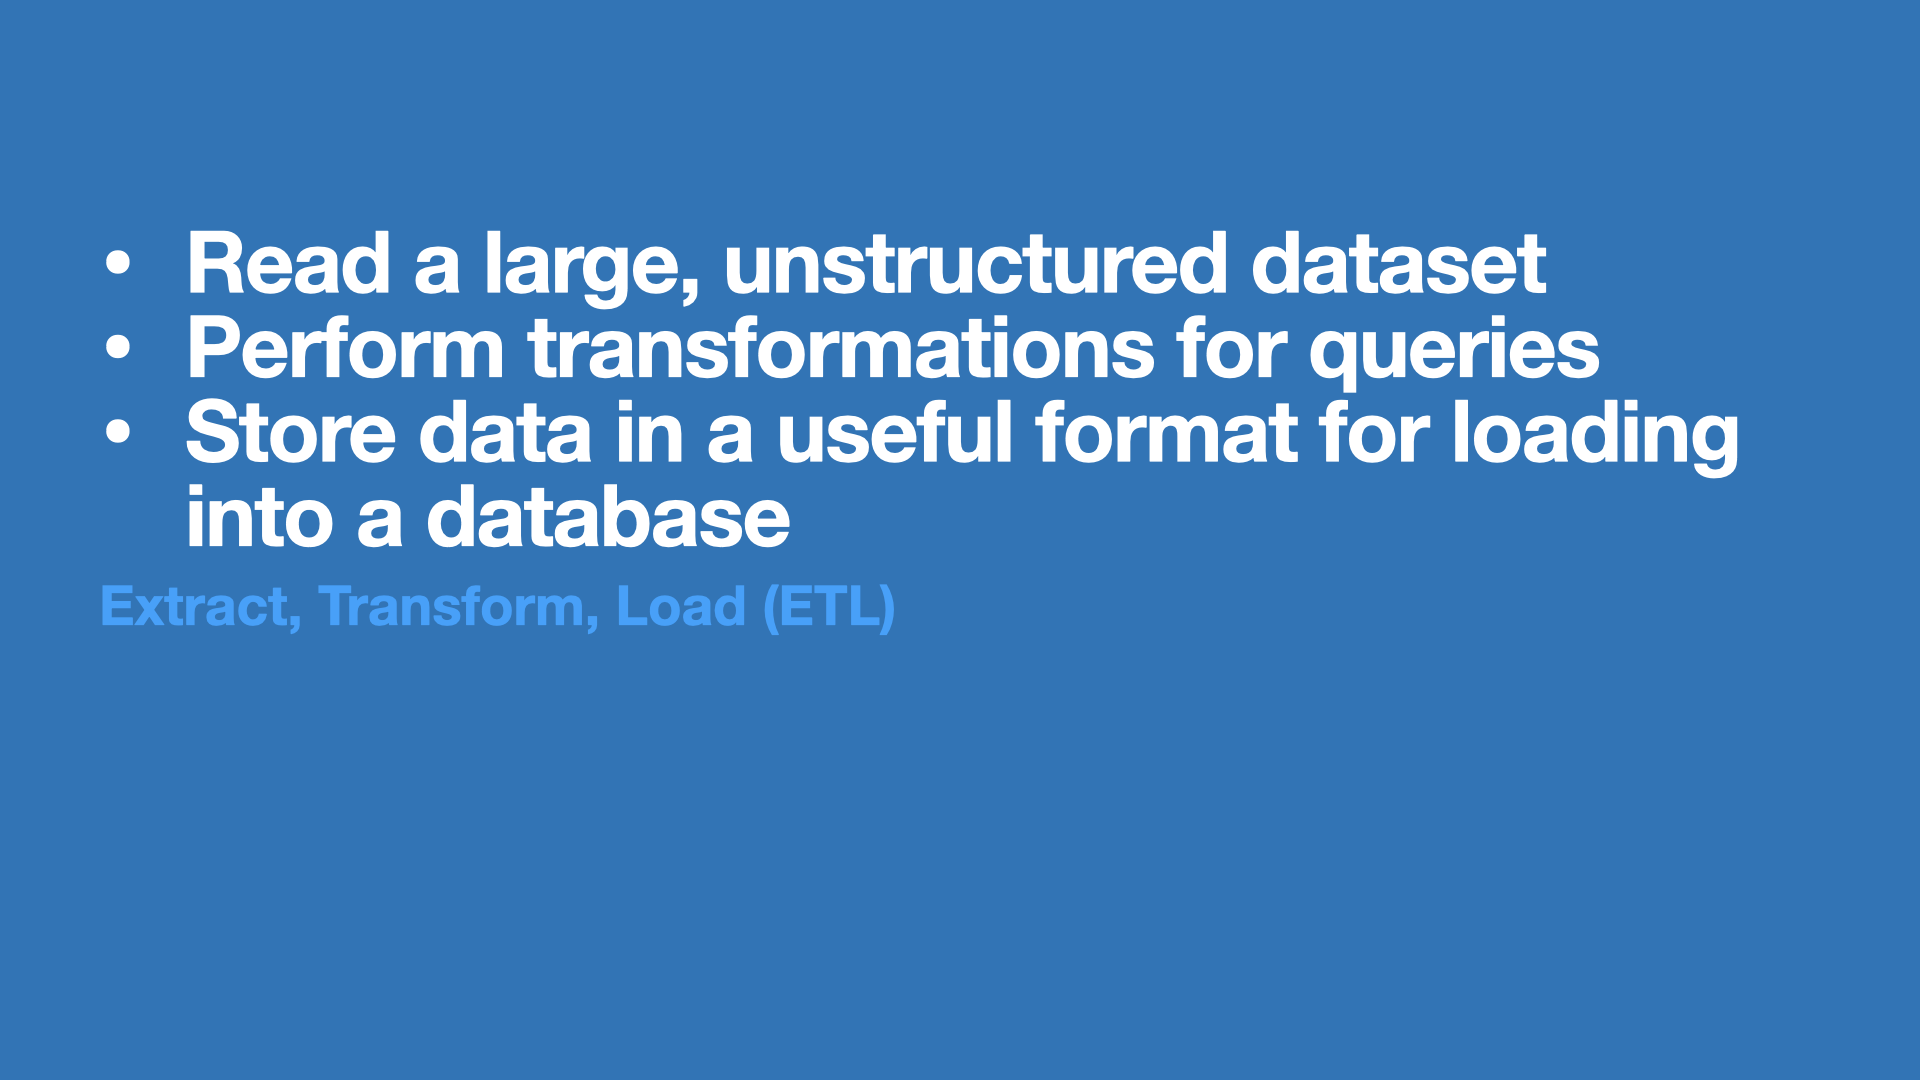 • Read a large, unstructured dataset
• Perform transformations for queries
• Store data in a useful format for loading
into a database
Extract, Transform, Load (ETL)